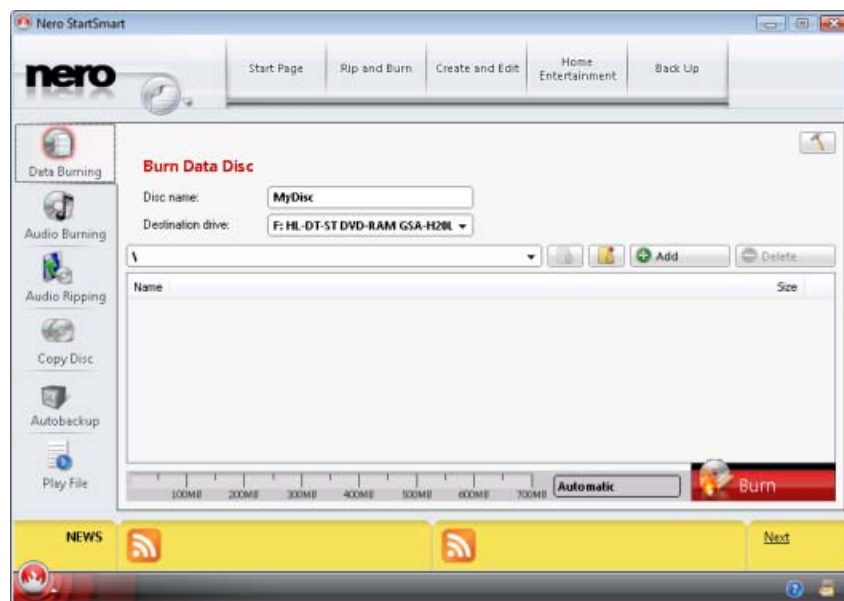 Nero StartSmart
nero
Start Page
Rip and Burn
Create and Edit
Home Entertainment
Back Up
Data Burning
Audio Burning
Audio Ripping
Copy Disc
Autobackup
Play File
Burn Data Disc
Disc name:
MyDisc
Destination drive:
F: HL-DT-ST DVD-RAM GSA-H20L
\
Add
Delete
Name
Size
100MB 200MB 300MB 400MB 500MB 600MB 700MB
Automatic
Burn
NEWS
Next